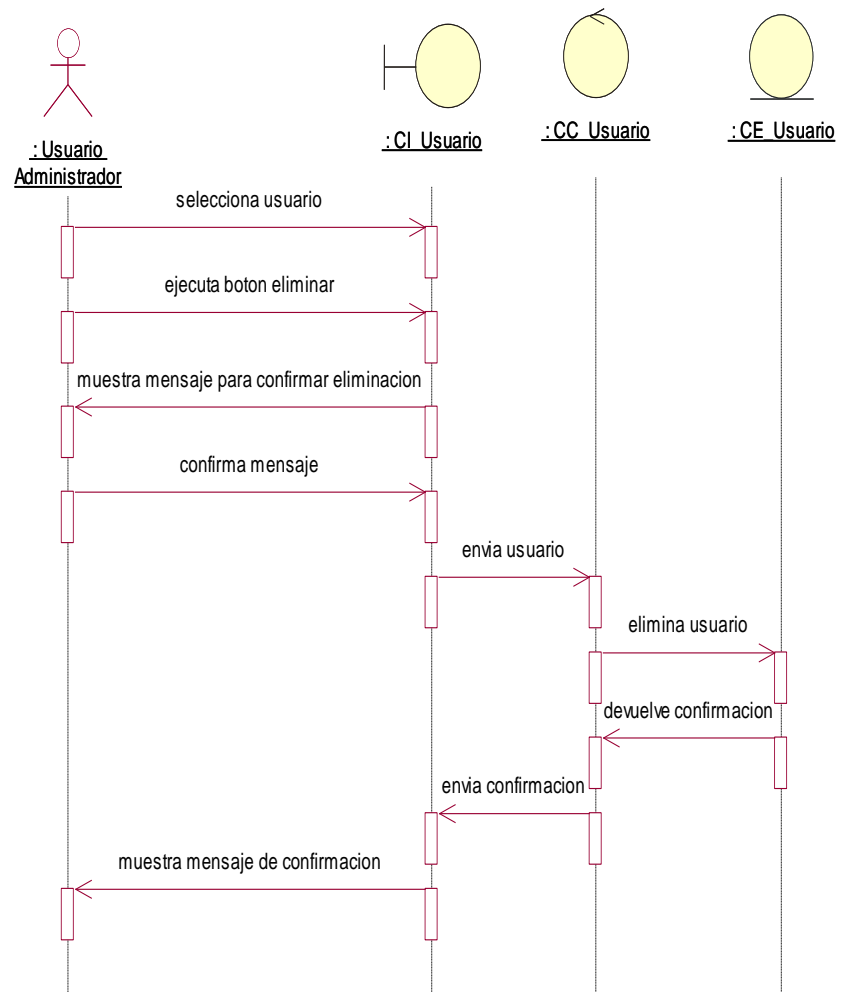 : Usuario
Administrador
: CI_Usuario
: CC_Usuario
: CE_Usuario
selecciona usuario
ejecuta boton eliminar
muestra mensaje para confirmar eliminacion
confirma mensaje
envia usuario
elimina usuario
devuelve confirmacion
envia confirmacion
muestra mensaje de confirmacion